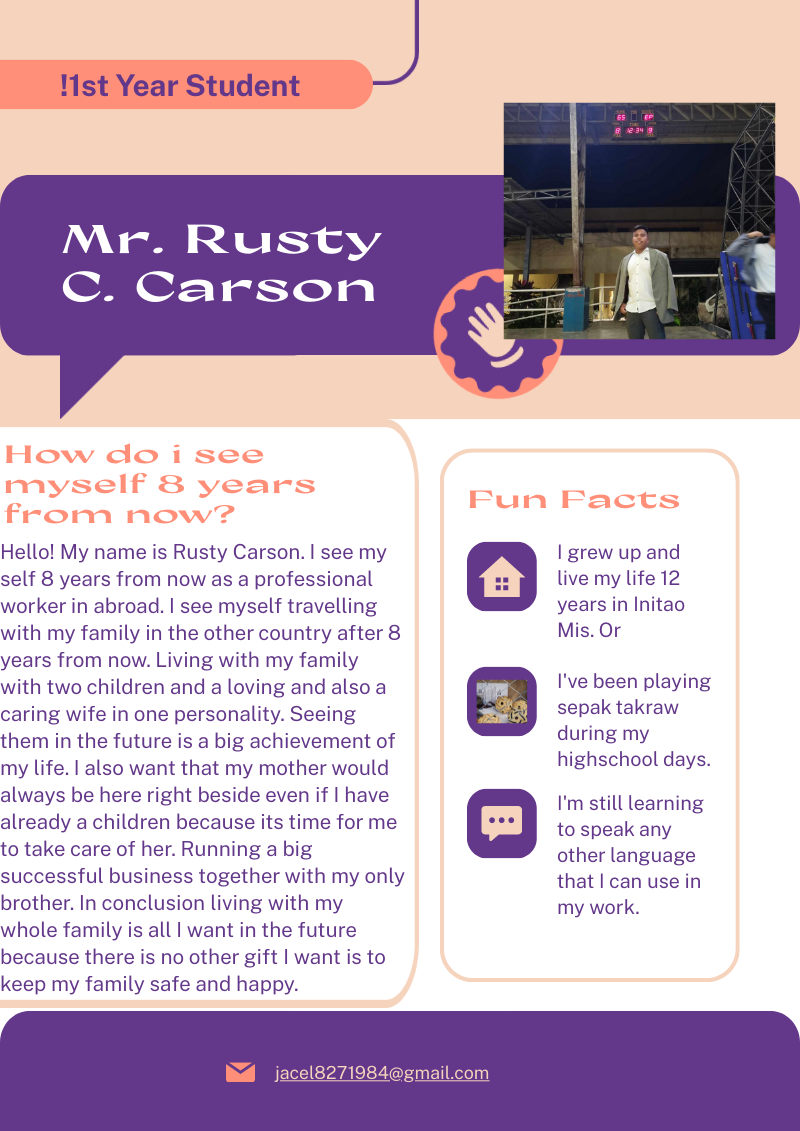 !1st Year Student
Mr. Rusty
C. Carson
How do i see
myself 8 years
from now?
Hello! My name is Rusty Carson. I see my
self 8 years from now as a professional
worker in abroad. I see myself travelling
with my family in the other country after 8
years from now. Living with my family
with two children and a loving and also a
caring wife in one personality. Seeing
them in the future is a big achievement of
my life. I also want that my mother would
always be here right beside even if I have
already a children because its time for me
to take care of her. Running a big
successful business together with my only
brother. In conclusion living with my
whole family is all I want in the future
because there is no other gift I want is to
keep my family safe and happy.
Fun Facts
I grew up and
live my life 12
years in Initao
Mis. Or
I've been playing
sepak takraw
during my
highschool days.
I'm still learning
to speak any
other language
that I can use in
my work.
jacel8271984@gmail.com